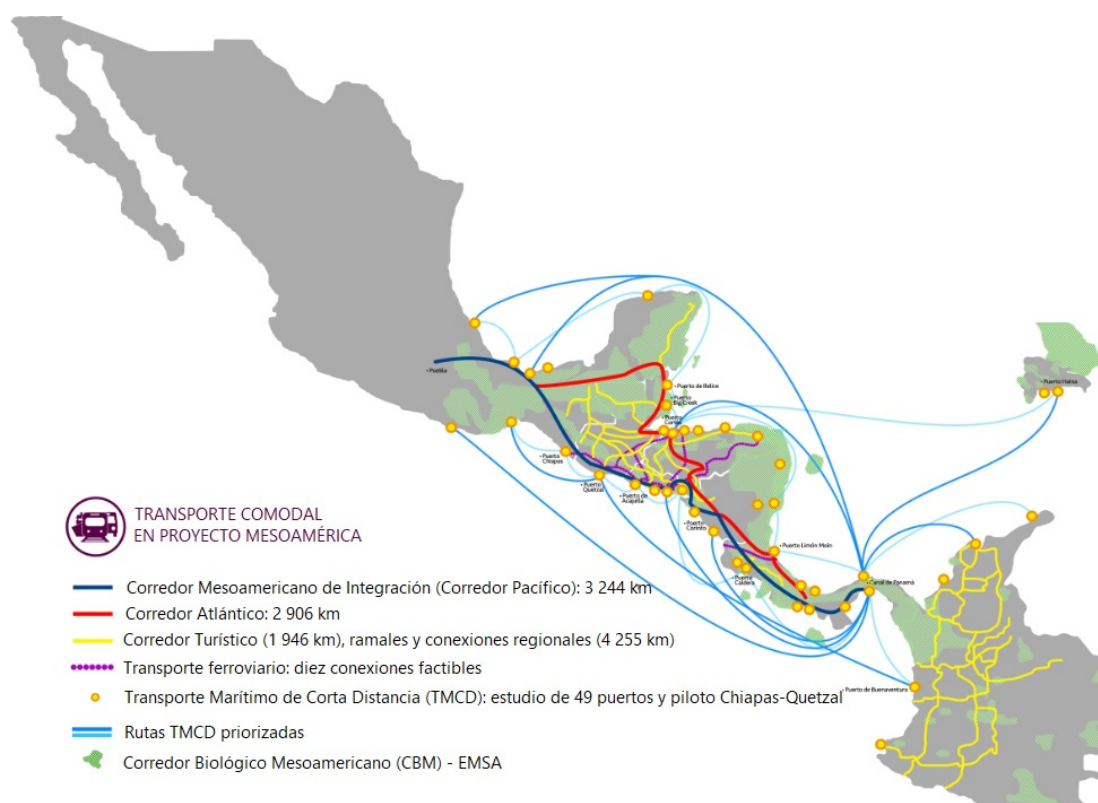 • Puebla
• Puerto de Belize
• Puerto
Big Creek
Puerto
Cortés
• Puerto Haina
• Puerto
Chiapas
• Puerto
Quetzal
• Puerto de
Acajutla
• Puerto
Corinto
• Puerto Limón Moín
• Puerto
Caldera
• Canal de Panamá
• Puerto de Buenaventura
TRANSPORTE COMODAL
EN PROYECTO MESOAMÉRICA
Corredor Mesoamericano de Integración (Corredor Pacífico): 3 244 km
Corredor Atlántico: 2 906 km
Corredor Turístico (1 946 km), ramales y conexiones regionales (4 255 km)
Transporte ferroviario: diez conexiones factibles
Transporte Marítimo de Corta Distancia (TMCD): estudio de 49 puertos y piloto Chiapas-Quetzal
Rutas TMCD priorizadas
Corredor Biológico Mesoamericano (CBM) - EMSA